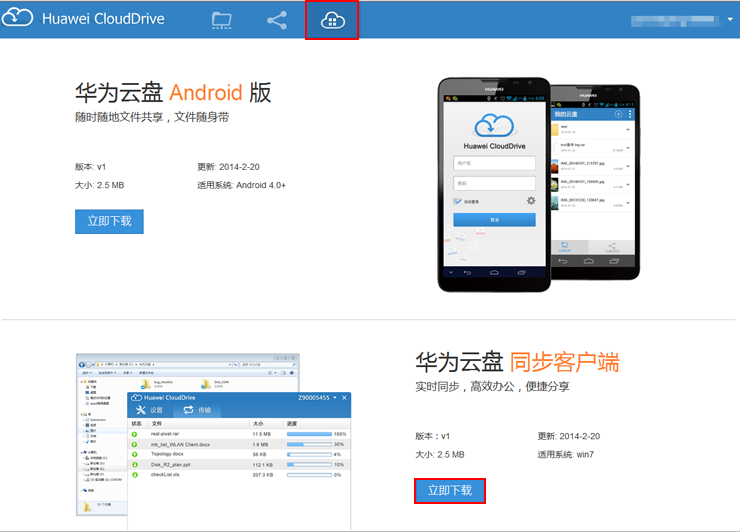 Huawei CloudDrive
华为云盘 Android 版
随时随地文件共享，文件随身带
版本: v1
更新: 2014-2-20
大小: 2.5 MB
适用系统: Android 4.0+
立即下载
HUAWEI
Huawei CloudDrive
用户名
密码
自动登录
登录
HUAWEI
我的云盘
华为云盘 同步客户端
实时同步，高效办公，便捷分享
版本：v1
更新: 2014-2-20
大小: 2.5 MB
适用系统: win7
立即下载
Huawei CloudDrive
Z90005455
设置
传输
状态 文件 大小 进度
real-pixel.rar 11.5 MB 100%
mb_list_WLAN Client.docx 1.6 MB 30%
Topology.docx 56 KB 4%
Disk_R2_plan.ppt 112.1 KB 10%
checkList.xls 207.3 KB 0%